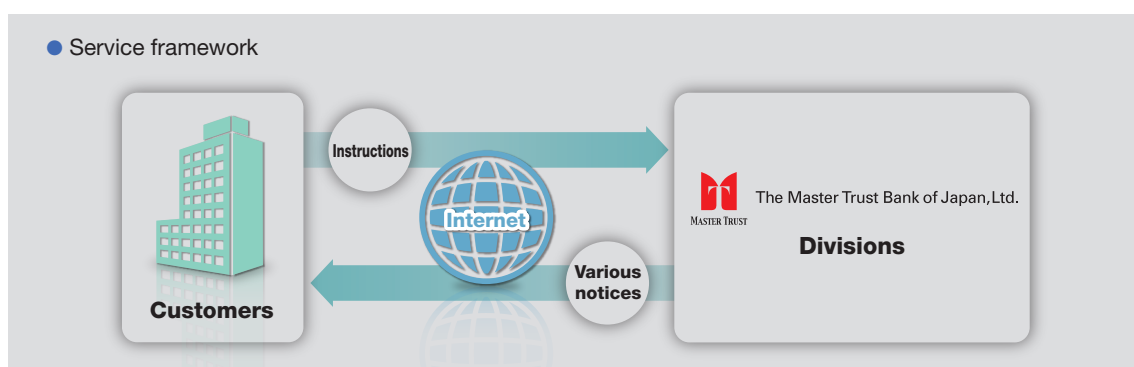 ● Service framework
Instructions
Internet
MASTER TRUST
The Master Trust Bank of Japan, Ltd.
Divisions
Various
notices
Customers